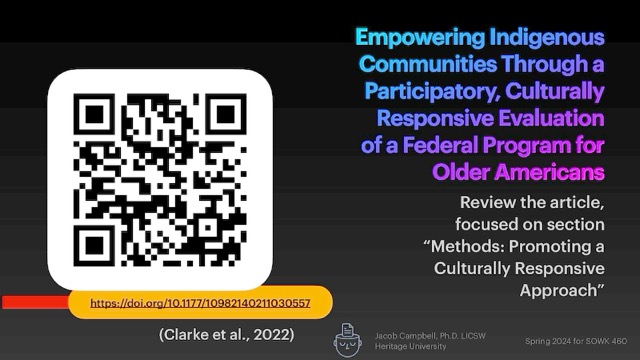 Empowering Indigenous
Communities Through a
Participatory, Culturally
Responsive Evaluation
of a Federal Program for
Older Americans
Review the article,
focused on section
“Methods: Promoting a
Culturally Responsive
Approach”
https://doi.org/10.1177/10982140211030557
(Clarke et al., 2022)
Jacob Campbell, Ph.D. LICSW
Heritage University
Spring 2024 for SOWK 460